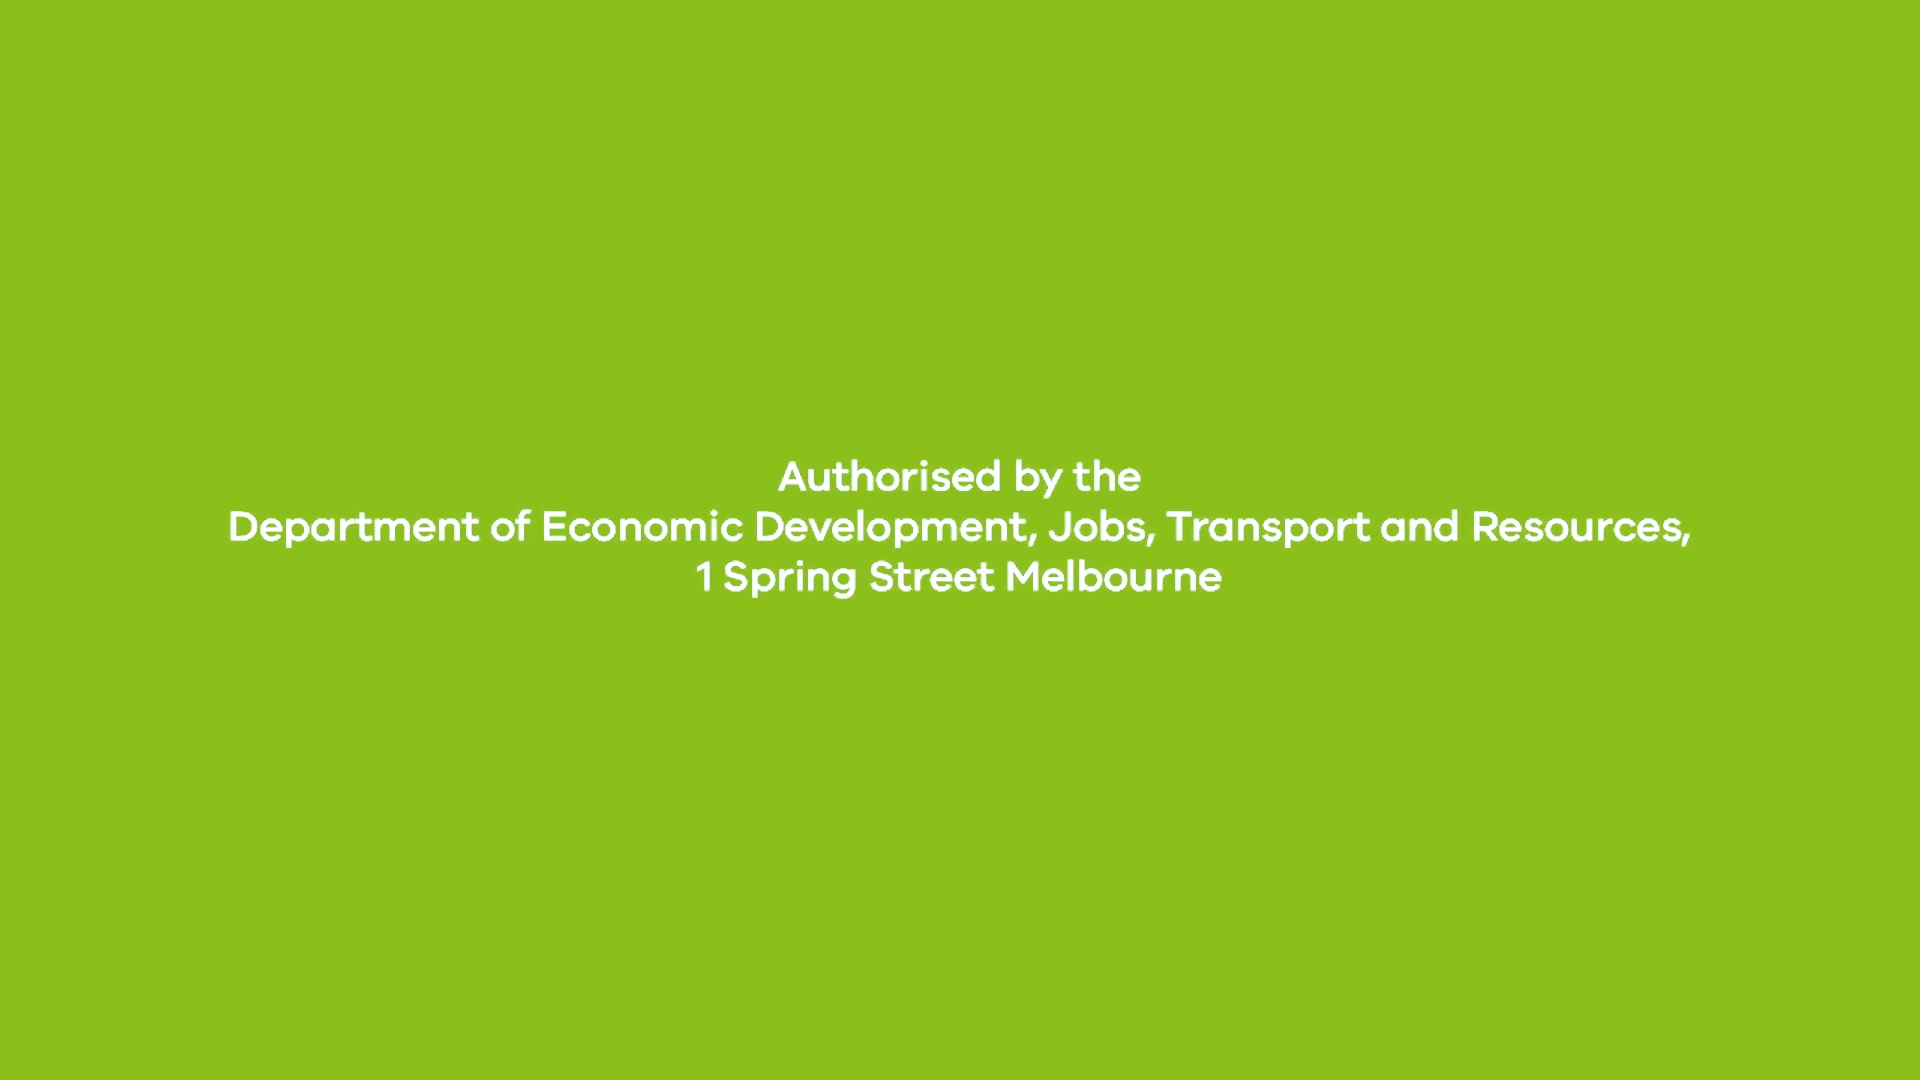 Authorised by the
Department of Economic Development, Jobs, Transport and Resources,
1 Spring Street Melbourne